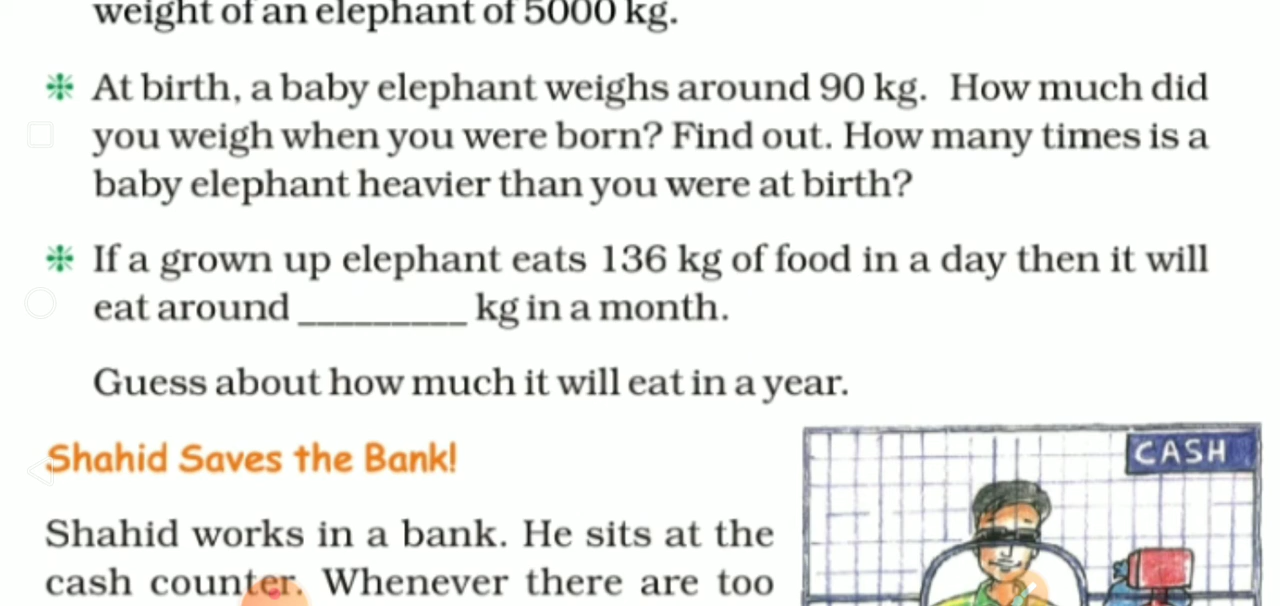 weight of an elephant of 5000 kg.
At birth, a baby elephant weighs around 90 kg. How much did
you weigh when you were born? Find out. How many times is a
baby elephant heavier than you were at birth?
If a grown up elephant eats 136 kg of food in a day then it will
eat around _________ kg in a month.
Guess about how much it will eat in a year.
Shahid Saves the Bank!
CASH
Shahid works in a bank. He sits at the
cash counter. Whenever there are too